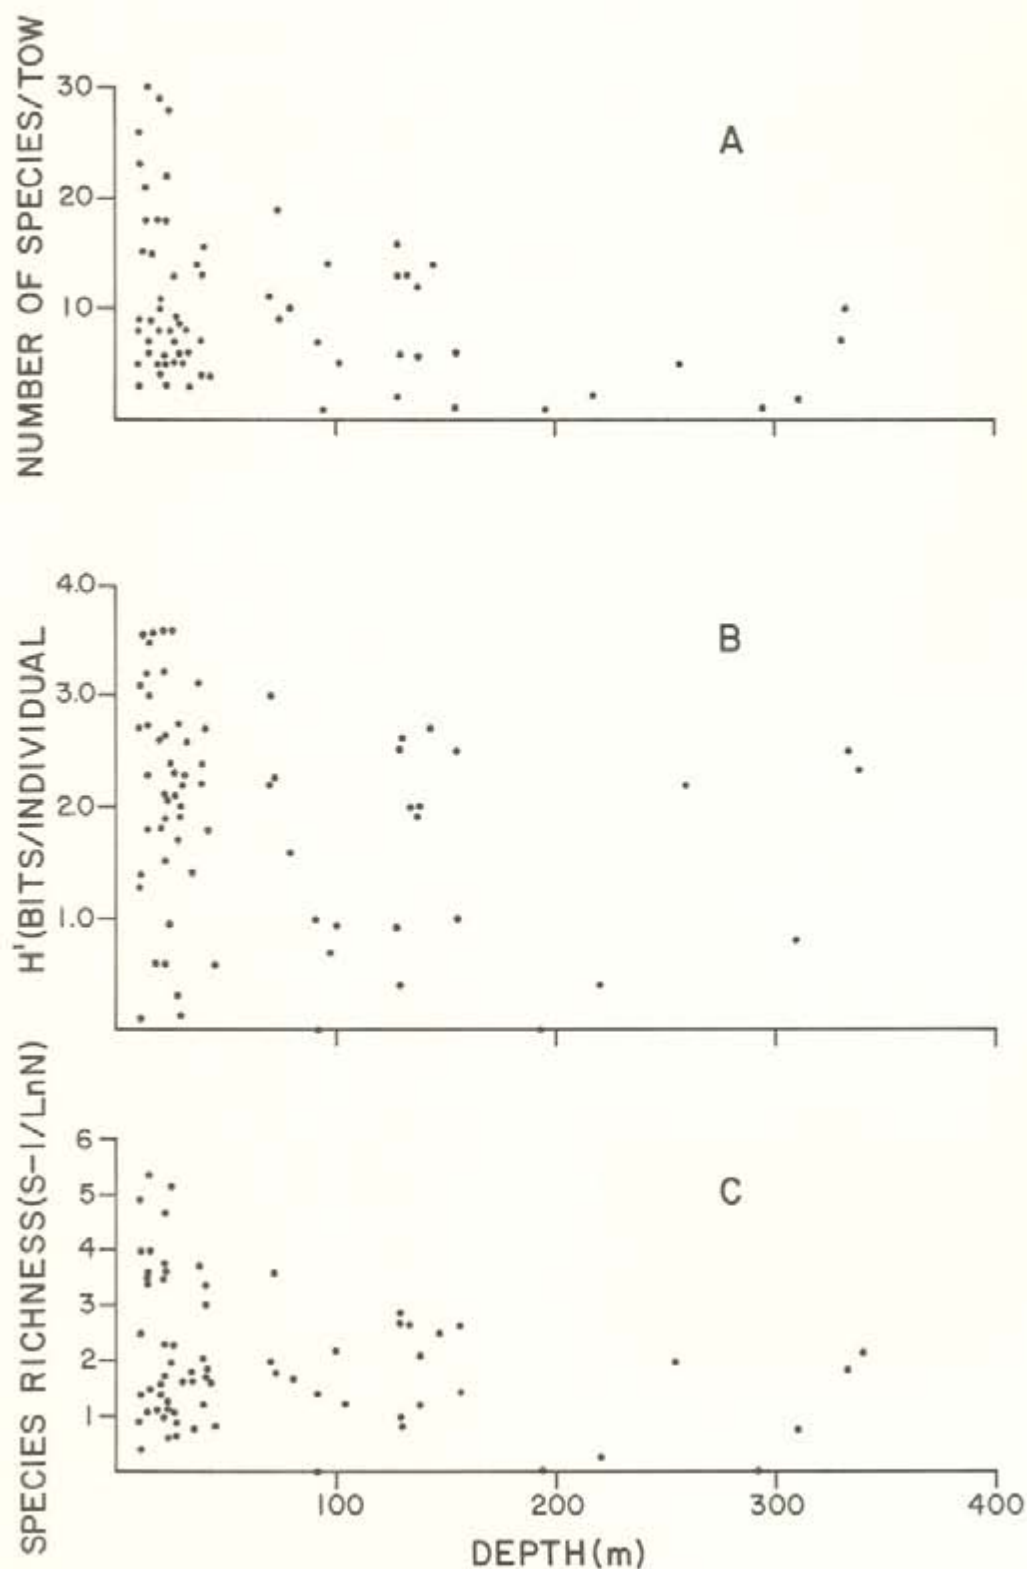 NUMBER OF SPECIES/TOW
30
20
10
A
H'(BITS/INDIVIDUAL
4.0
3.0
2.0
1.0
B
SPECIES RICHNESS(S-1/LnN)
6
5
4
3
2
1
C
100 200 300 400
DEPTH(m)